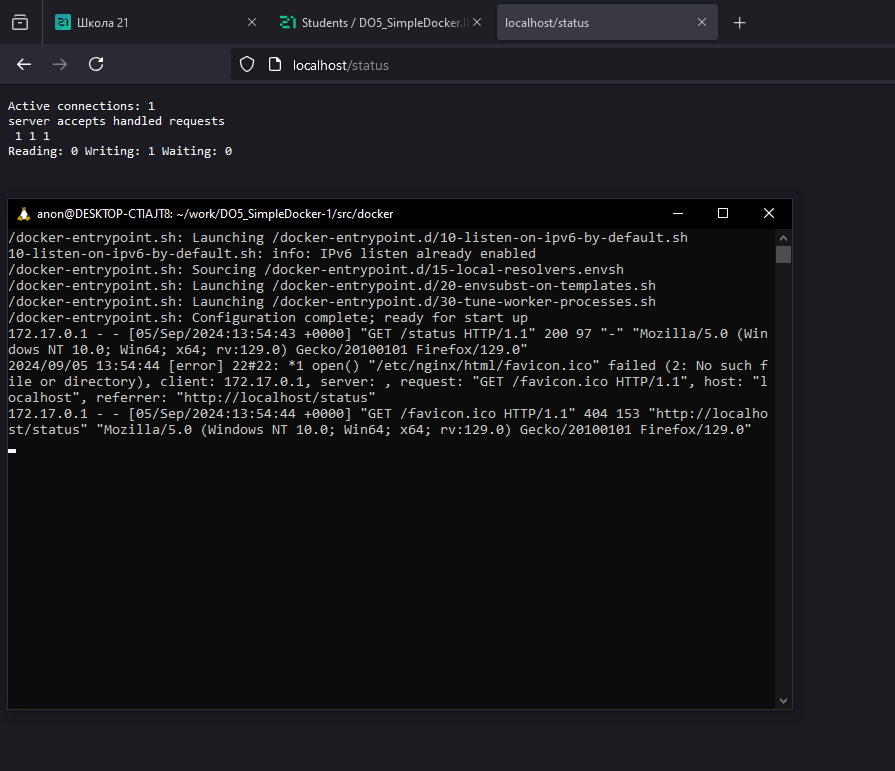 Школа 21
Students / DO5_SimpleDocker.I
localhost/status
localhost/status
Active connections: 1
server accepts handled requests
1 1 1
Reading: 0 Writing: 1 Waiting: 0
anon@DESKTOP-CTIAJT8: ~/work/DO5_SimpleDocker-1/src/docker
/docker-entrypoint.sh: Launching /docker-entrypoint.d/10-listen-on-ipv6-by-default.sh
10-listen-on-ipv6-by-default.sh: info: IPv6 listen already enabled
/docker-entrypoint.sh: Sourcing /docker-entrypoint.d/15-local-resolvers.envsh
/docker-entrypoint.sh: Launching /docker-entrypoint.d/20-envsubst-on-templates.sh
/docker-entrypoint.sh: Launching /docker-entrypoint.d/30-tune-worker-processes.sh
/docker-entrypoint.sh: Configuration complete; ready for start up
172.17.0.1 - - [05/Sep/2024:13:54:43 +0000] "GET /status HTTP/1.1" 200 97 "-" "Mozilla/5.0 (Win
dows NT 10.0; Win64; x64; rv:129.0) Gecko/20100101 Firefox/129.0"
2024/09/05 13:54:44 [error] 22#22: *1 open() "/etc/nginx/html/favicon.ico" failed (2: No such f
ile or directory), client: 172.17.0.1, server: , request: "GET /favicon.ico HTTP/1.1", host: "l
ocalhost", referrer: "http://localhost/status"
172.17.0.1 - - [05/Sep/2024:13:54:44 +0000] "GET /favicon.ico HTTP/1.1" 404 153 "http://localho
st/status" "Mozilla/5.0 (Windows NT 10.0; Win64; x64; rv:129.0) Gecko/20100101 Firefox/129.0"